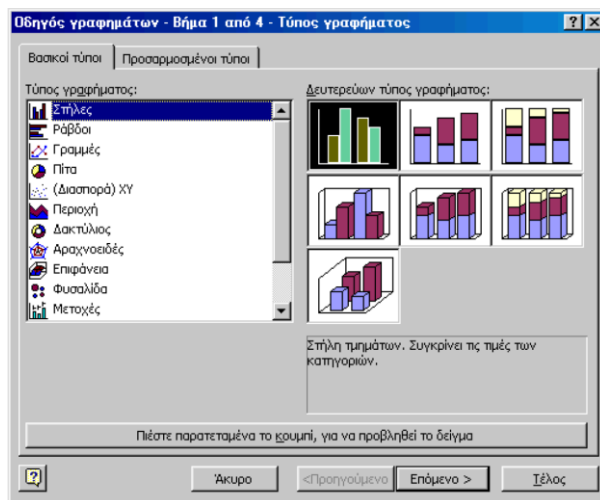 Οδηγός γραφημάτων - Βήμα 1 από 4 - Τύπος γραφήματος
Βασικοί τύποι
Προσαρμοσμένοι τύποι
Τύπος γραφήματος:
Στήλες
Ράβδοι
Γραμμές
Πίτα
(Διασπορά) XY
Περιοχή
Δακτύλιος
Αραχνοειδές
Επιφάνεια
Φυσαλίδα
Μετοχές
Δευτερεύων τύπος γραφήματος:
Στήλη τμημάτων. Συγκρίνει τις τιμές των
κατηγοριών.
Πιέστε παρατεταμένα το κουμπί, για να προβληθεί το δείγμα
Άκυρο
<Προηγούμενο
Επόμενο >
Τέλος